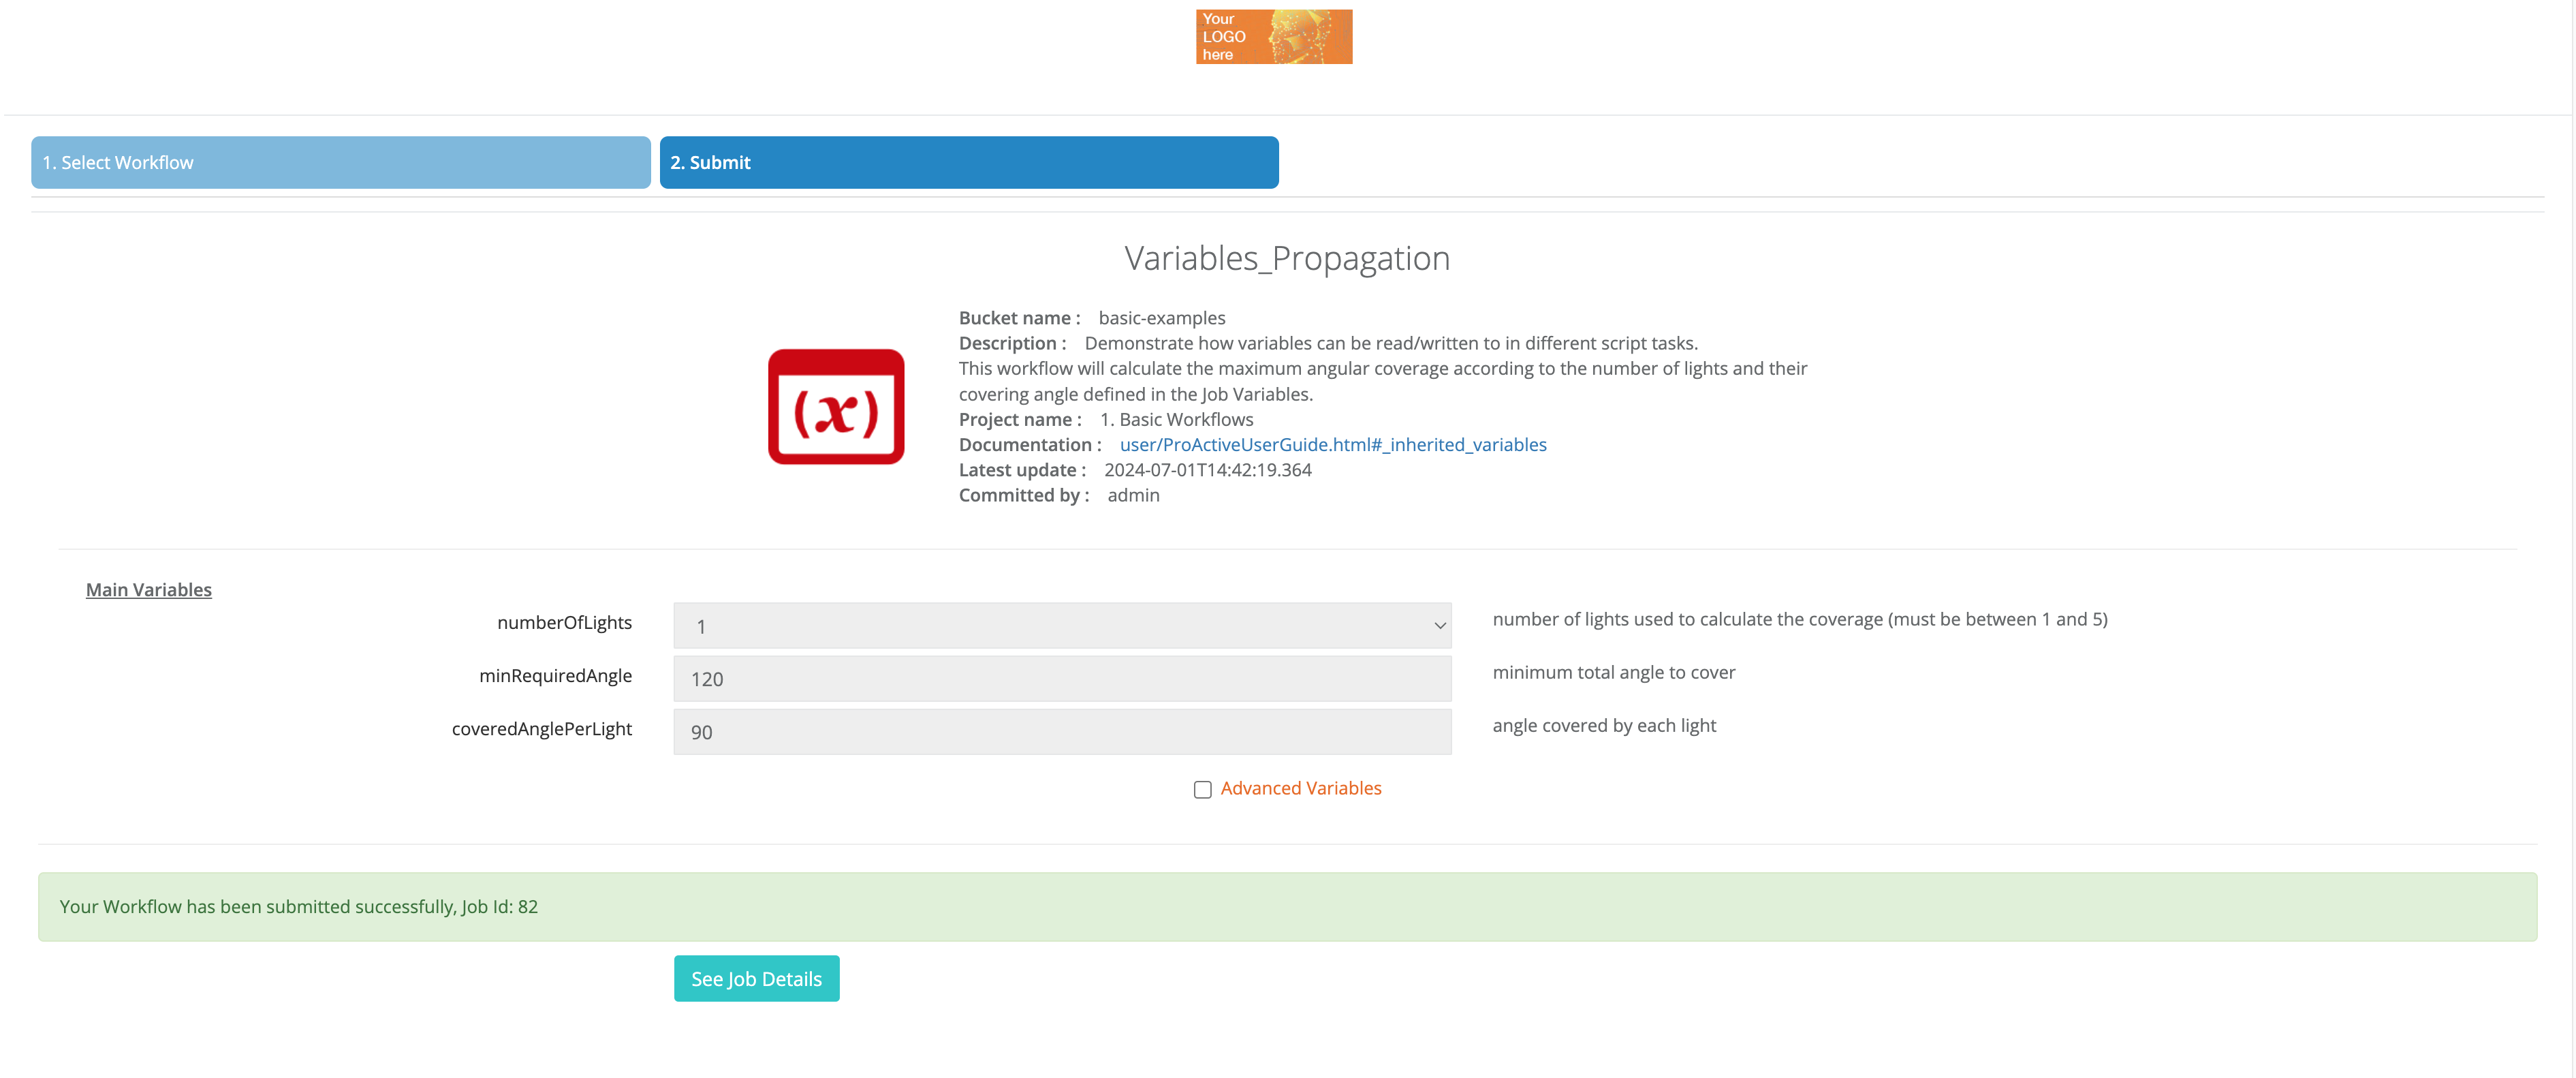 Your
LOGO
here
1. Select Workflow
2. Submit
Variables_Propagation
(x)
Bucket name : basic-examples
Description : Demonstrate how variables can be read/written to in different script tasks.
This workflow will calculate the maximum angular coverage according to the number of lights and their
covering angle defined in the Job Variables.
Project name : 1. Basic Workflows
Documentation : user/ProActiveUserGuide.html#_inherited_variables
Latest update : 2024-07-01T14:42:19.364
Committed by : admin
Main Variables
numberOfLights 1 number of lights used to calculate the coverage (must be between 1 and 5)
minRequiredAngle 120 minimum total angle to cover
coveredAnglePerLight 90 angle covered by each light
Advanced Variables
Your Workflow has been submitted successfully, Job Id: 82
See Job Details